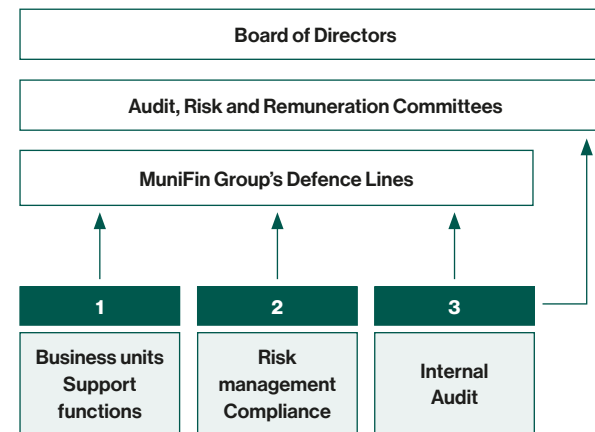 Board of Directors
Audit, Risk and Remuneration Committees
MuniFin Group's Defence Lines
1
2
3
Business units
Support
functions
Risk
management
Compliance
Internal
Audit